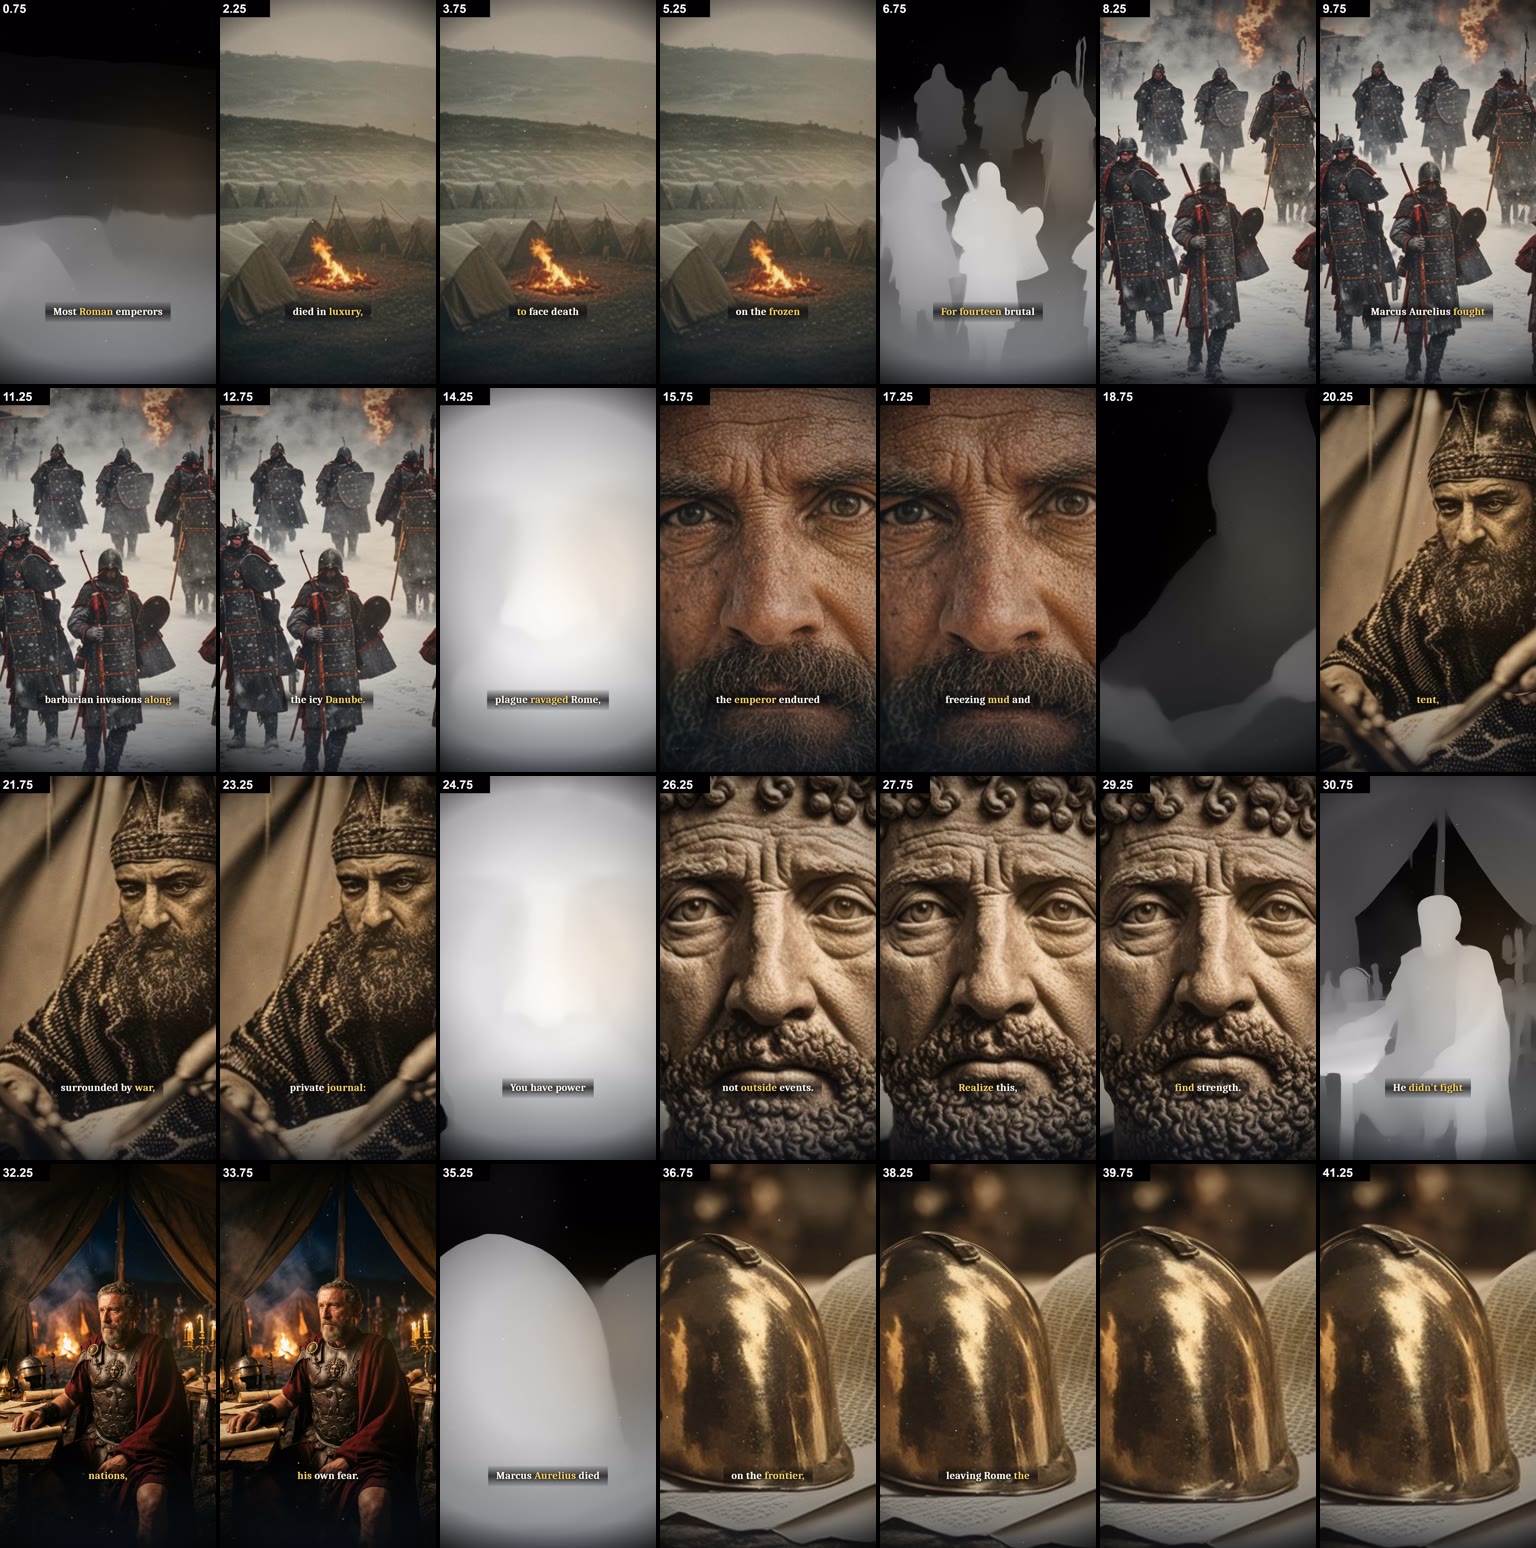 0.75
Most Roman emperors
2.25
died in luxury,
3.75
to face death
5.25
on the frozen
6.75
For fourteen brutal
8.25
9.75
Marcus Aurelius fought
11.25
barbarian invasions along
12.75
the icy Danube.
14.25
plague ravaged Rome,
15.75
the emperor endured
17.25
freezing mud and
18.75
20.25
tent,
21.75
surrounded by war,
23.25
private journal:
24.75
You have power
26.25
not outside events.
27.75
Realize this,
29.25
find strength.
30.75
He didn't fight
32.25
nations,
33.75
his own fear.
35.25
Marcus Aurelius died
36.75
on the frontier,
38.25
leaving Rome the
39.75
41.25